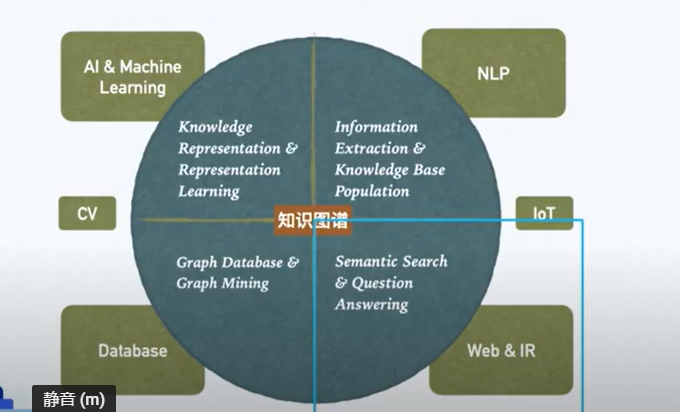 AI & Machine
Learning
NLP
Knowledge
Representation &
Representation
Learning
Information
Extraction &
Knowledge Base
Population
CV
知识图谱
IoT
Graph Database &
Graph Mining
Semantic Search
& Question
Answering
Database
Web & IR
静音 (m)